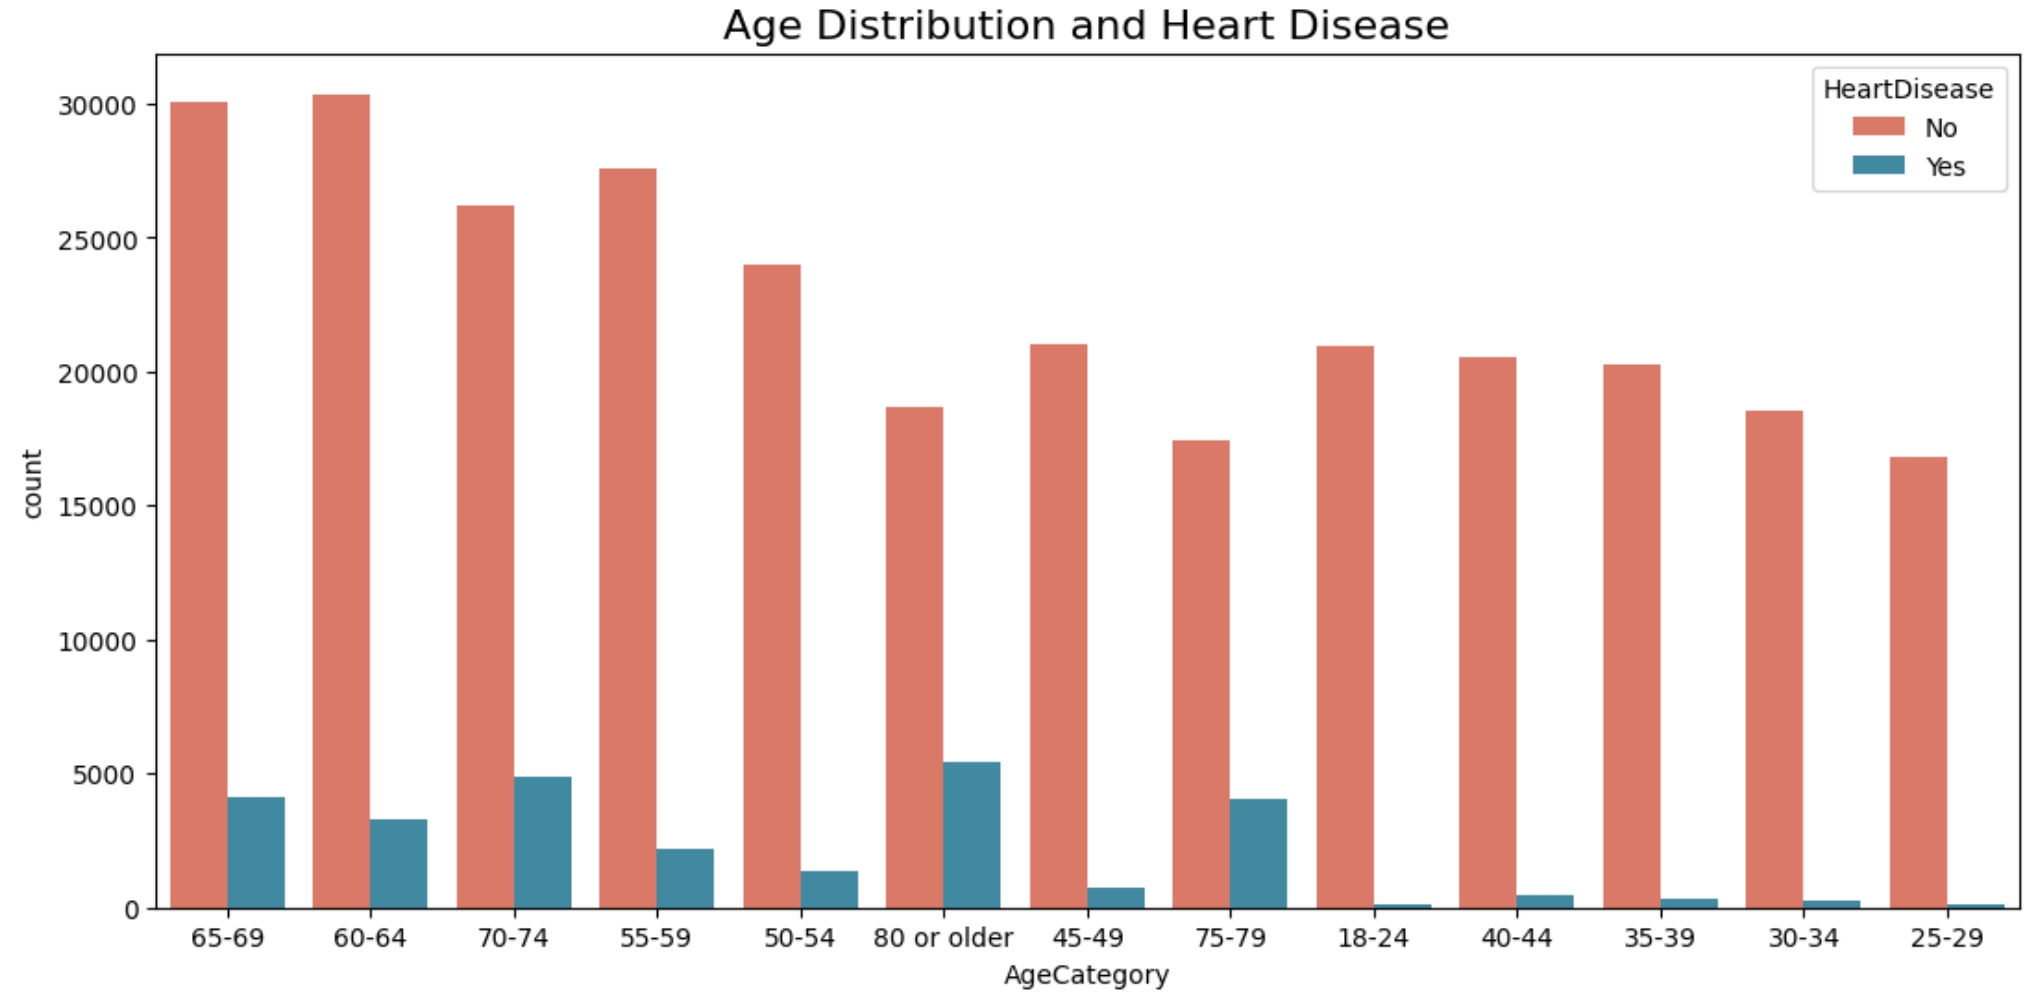 Age Distribution and Heart Disease
HeartDisease
No
Yes
30000
25000
20000
15000
10000
5000
0
count
65-69 60-64 70-74 55-59 50-54 80 or older 45-49 75-79 18-24 40-44 35-39 30-34 25-29
AgeCategory